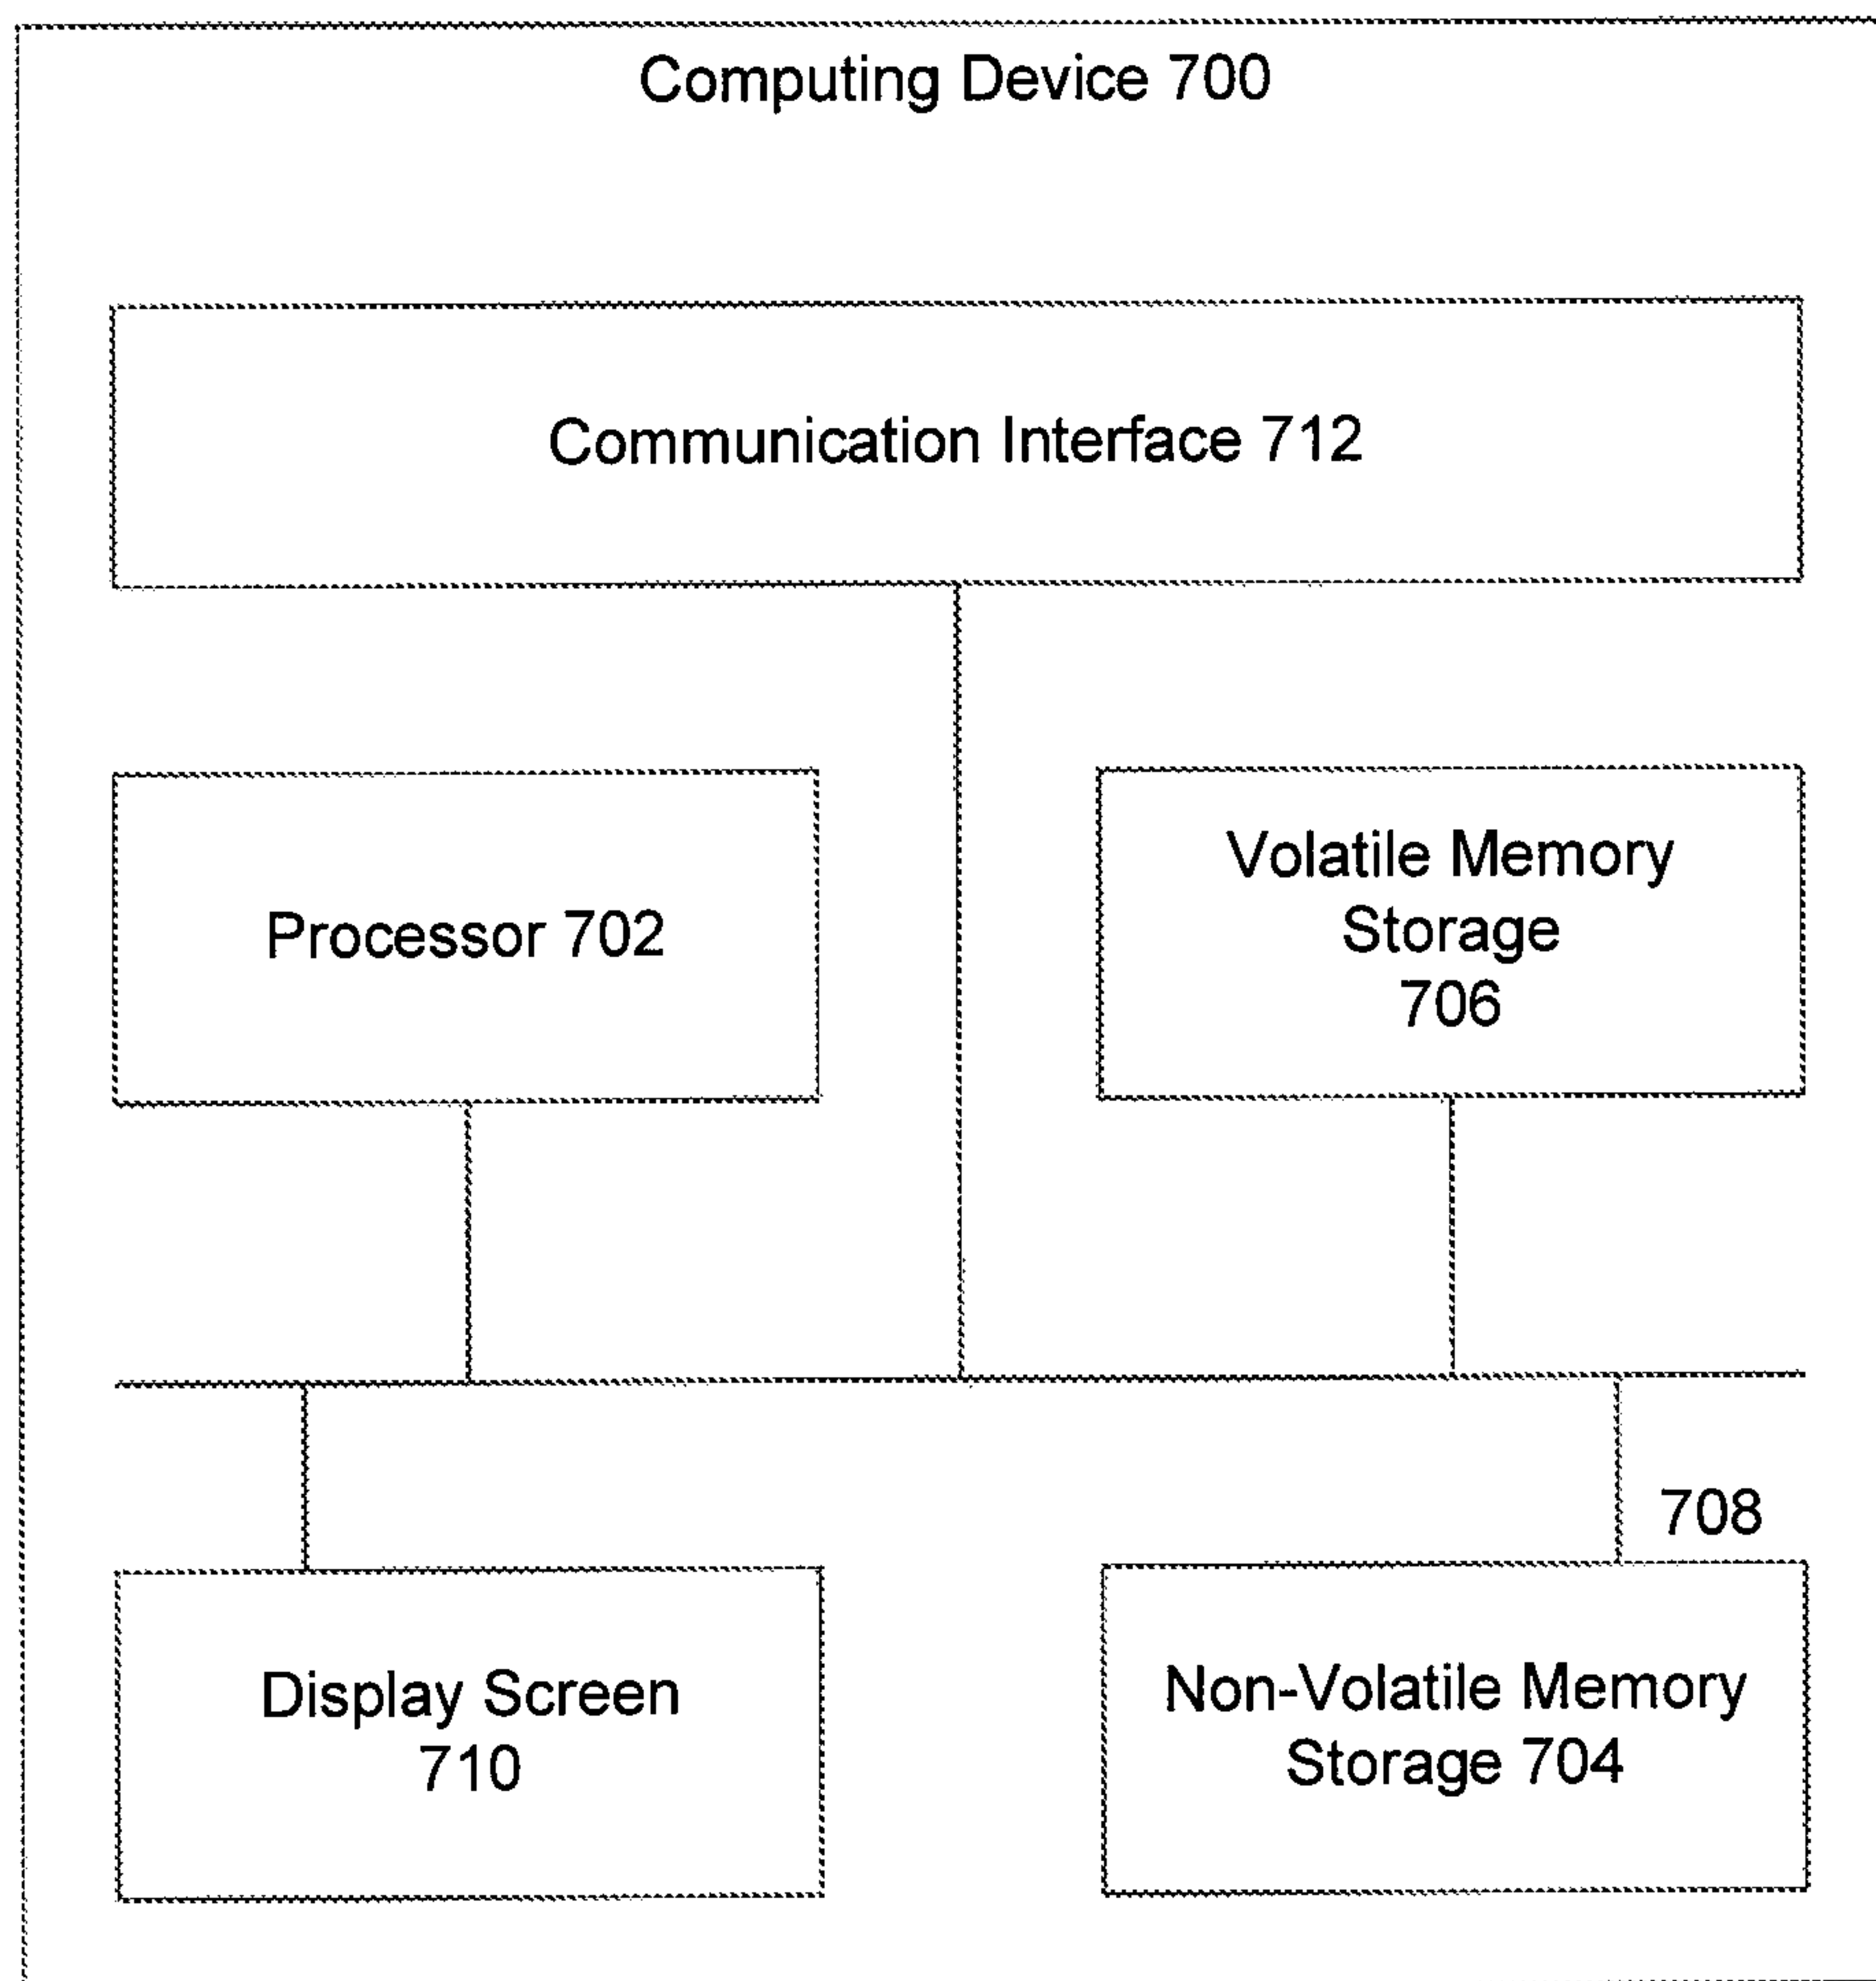 Computing Device 700
Communication Interface 712
Processor 702
Volatile Memory
Storage
706
708
Display Screen
710
Non-Volatile Memory
Storage 704